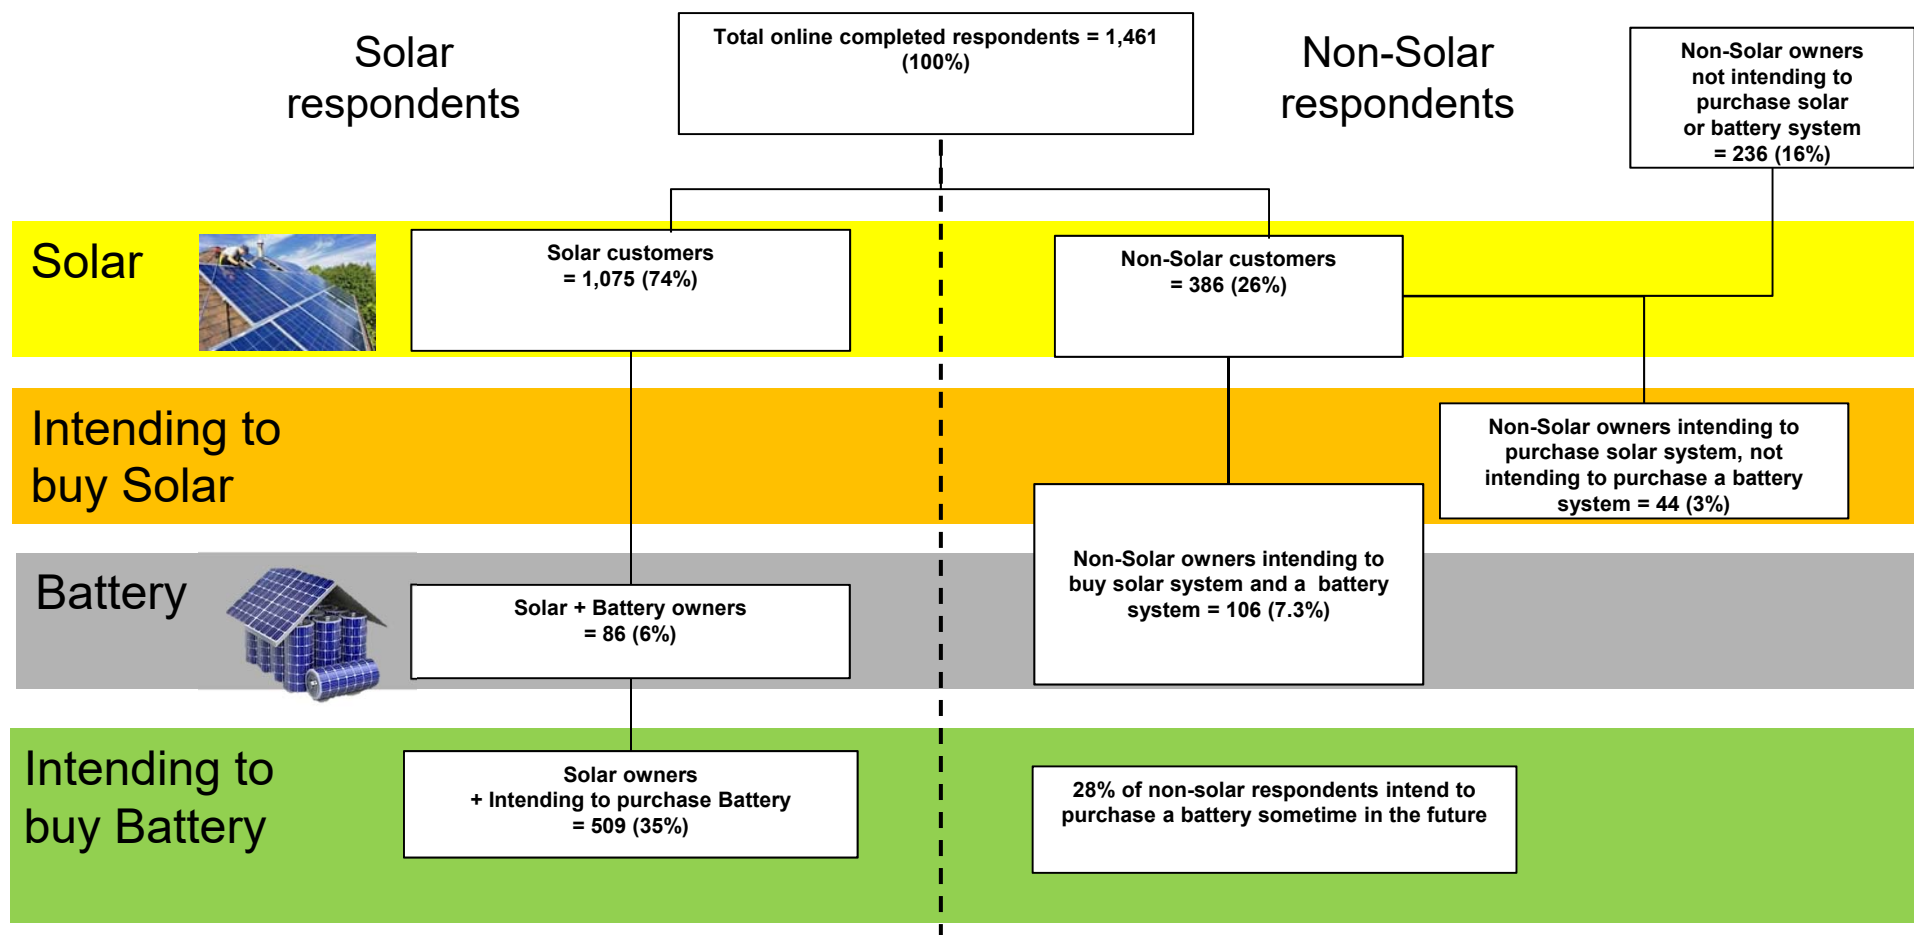 Solar
respondents
Total online completed respondents = 1,461
(100%)
Non-Solar
respondents
Non-Solar owners
not intending to
purchase solar
or battery system
= 236 (16%)
Solar
Solar customers
= 1,075 (74%)
Non-Solar customers
= 386 (26%)
Intending to
buy Solar
Non-Solar owners intending to
purchase solar system, not
intending to purchase a battery
system = 44 (3%)
Battery
Solar + Battery owners
= 86 (6%)
Non-Solar owners intending to
buy solar system and a  battery
system = 106 (7.3%)
Intending to
buy Battery
Solar owners
+ Intending to purchase Battery
= 509 (35%)
28% of non-solar respondents intend to
purchase a battery sometime in the future